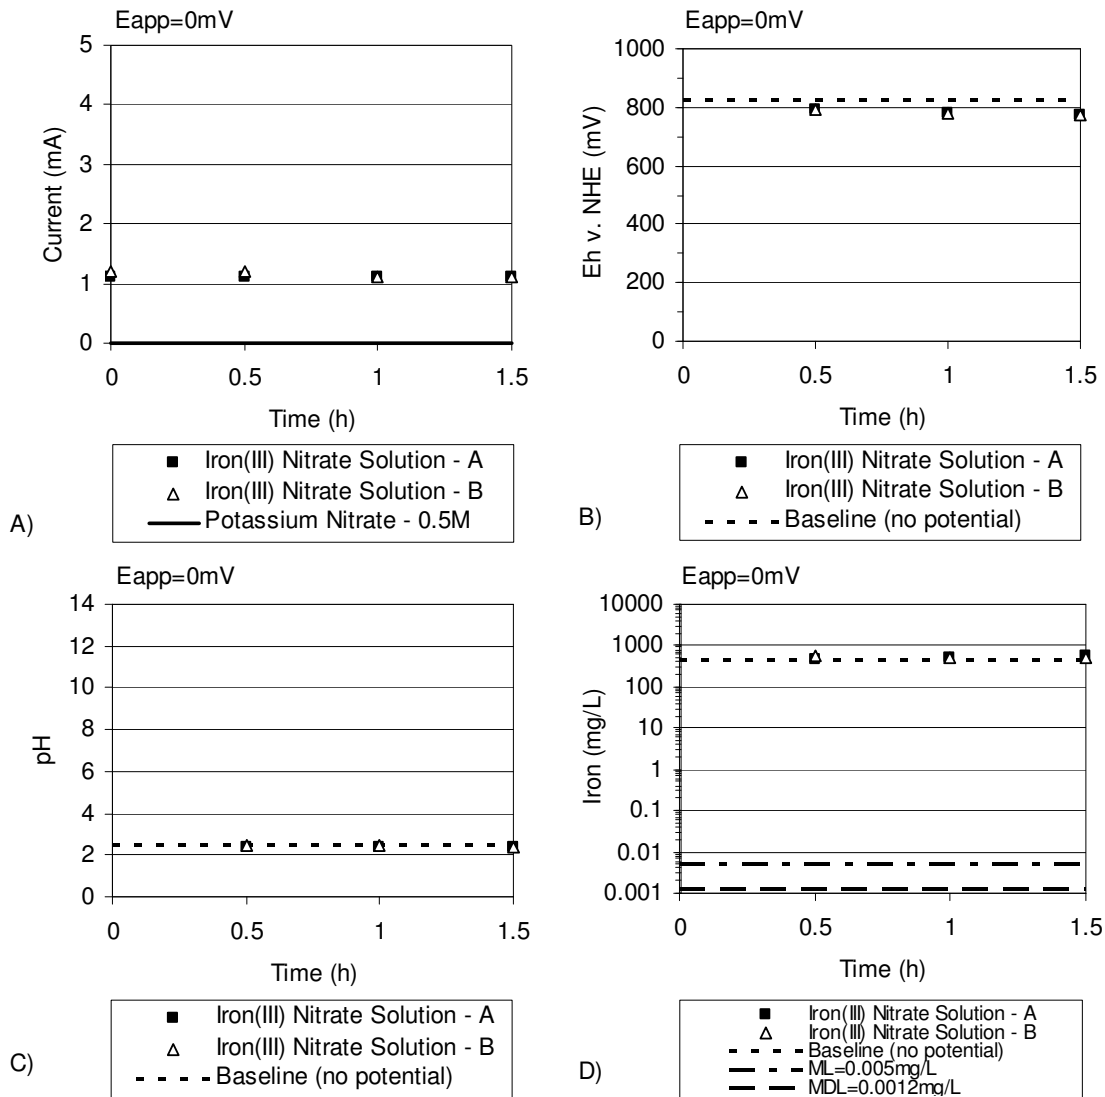 Eapp=0mV
5
4
3
2
1
0
Current (mA)
0 0.5 1 1.5
Time (h)
Iron(III) Nitrate Solution - A
Iron(III) Nitrate Solution - B
Potassium Nitrate - 0.5M
A)
Eapp=0mV
1000
800
600
400
200
0
Eh v. NHE (mV)
0 0.5 1 1.5
Time (h)
Iron(III) Nitrate Solution - A
Iron(III) Nitrate Solution - B
Baseline (no potential)
B)
Eapp=0mV
14
12
10
8
6
4
2
0
pH
0 0.5 1 1.5
Time (h)
Iron(III) Nitrate Solution - A
Iron(III) Nitrate Solution - B
Baseline (no potential)
C)
Eapp=0mV
10000
1000
100
10
1
0.1
0.01
0.001
Iron (mg/L)
0 0.5 1 1.5
Time (h)
Iron(III) Nitrate Solution - A
Iron(III) Nitrate Solution - B
Baseline (no potential)
ML=0.005mg/L
MDL=0.0012mg/L
D)